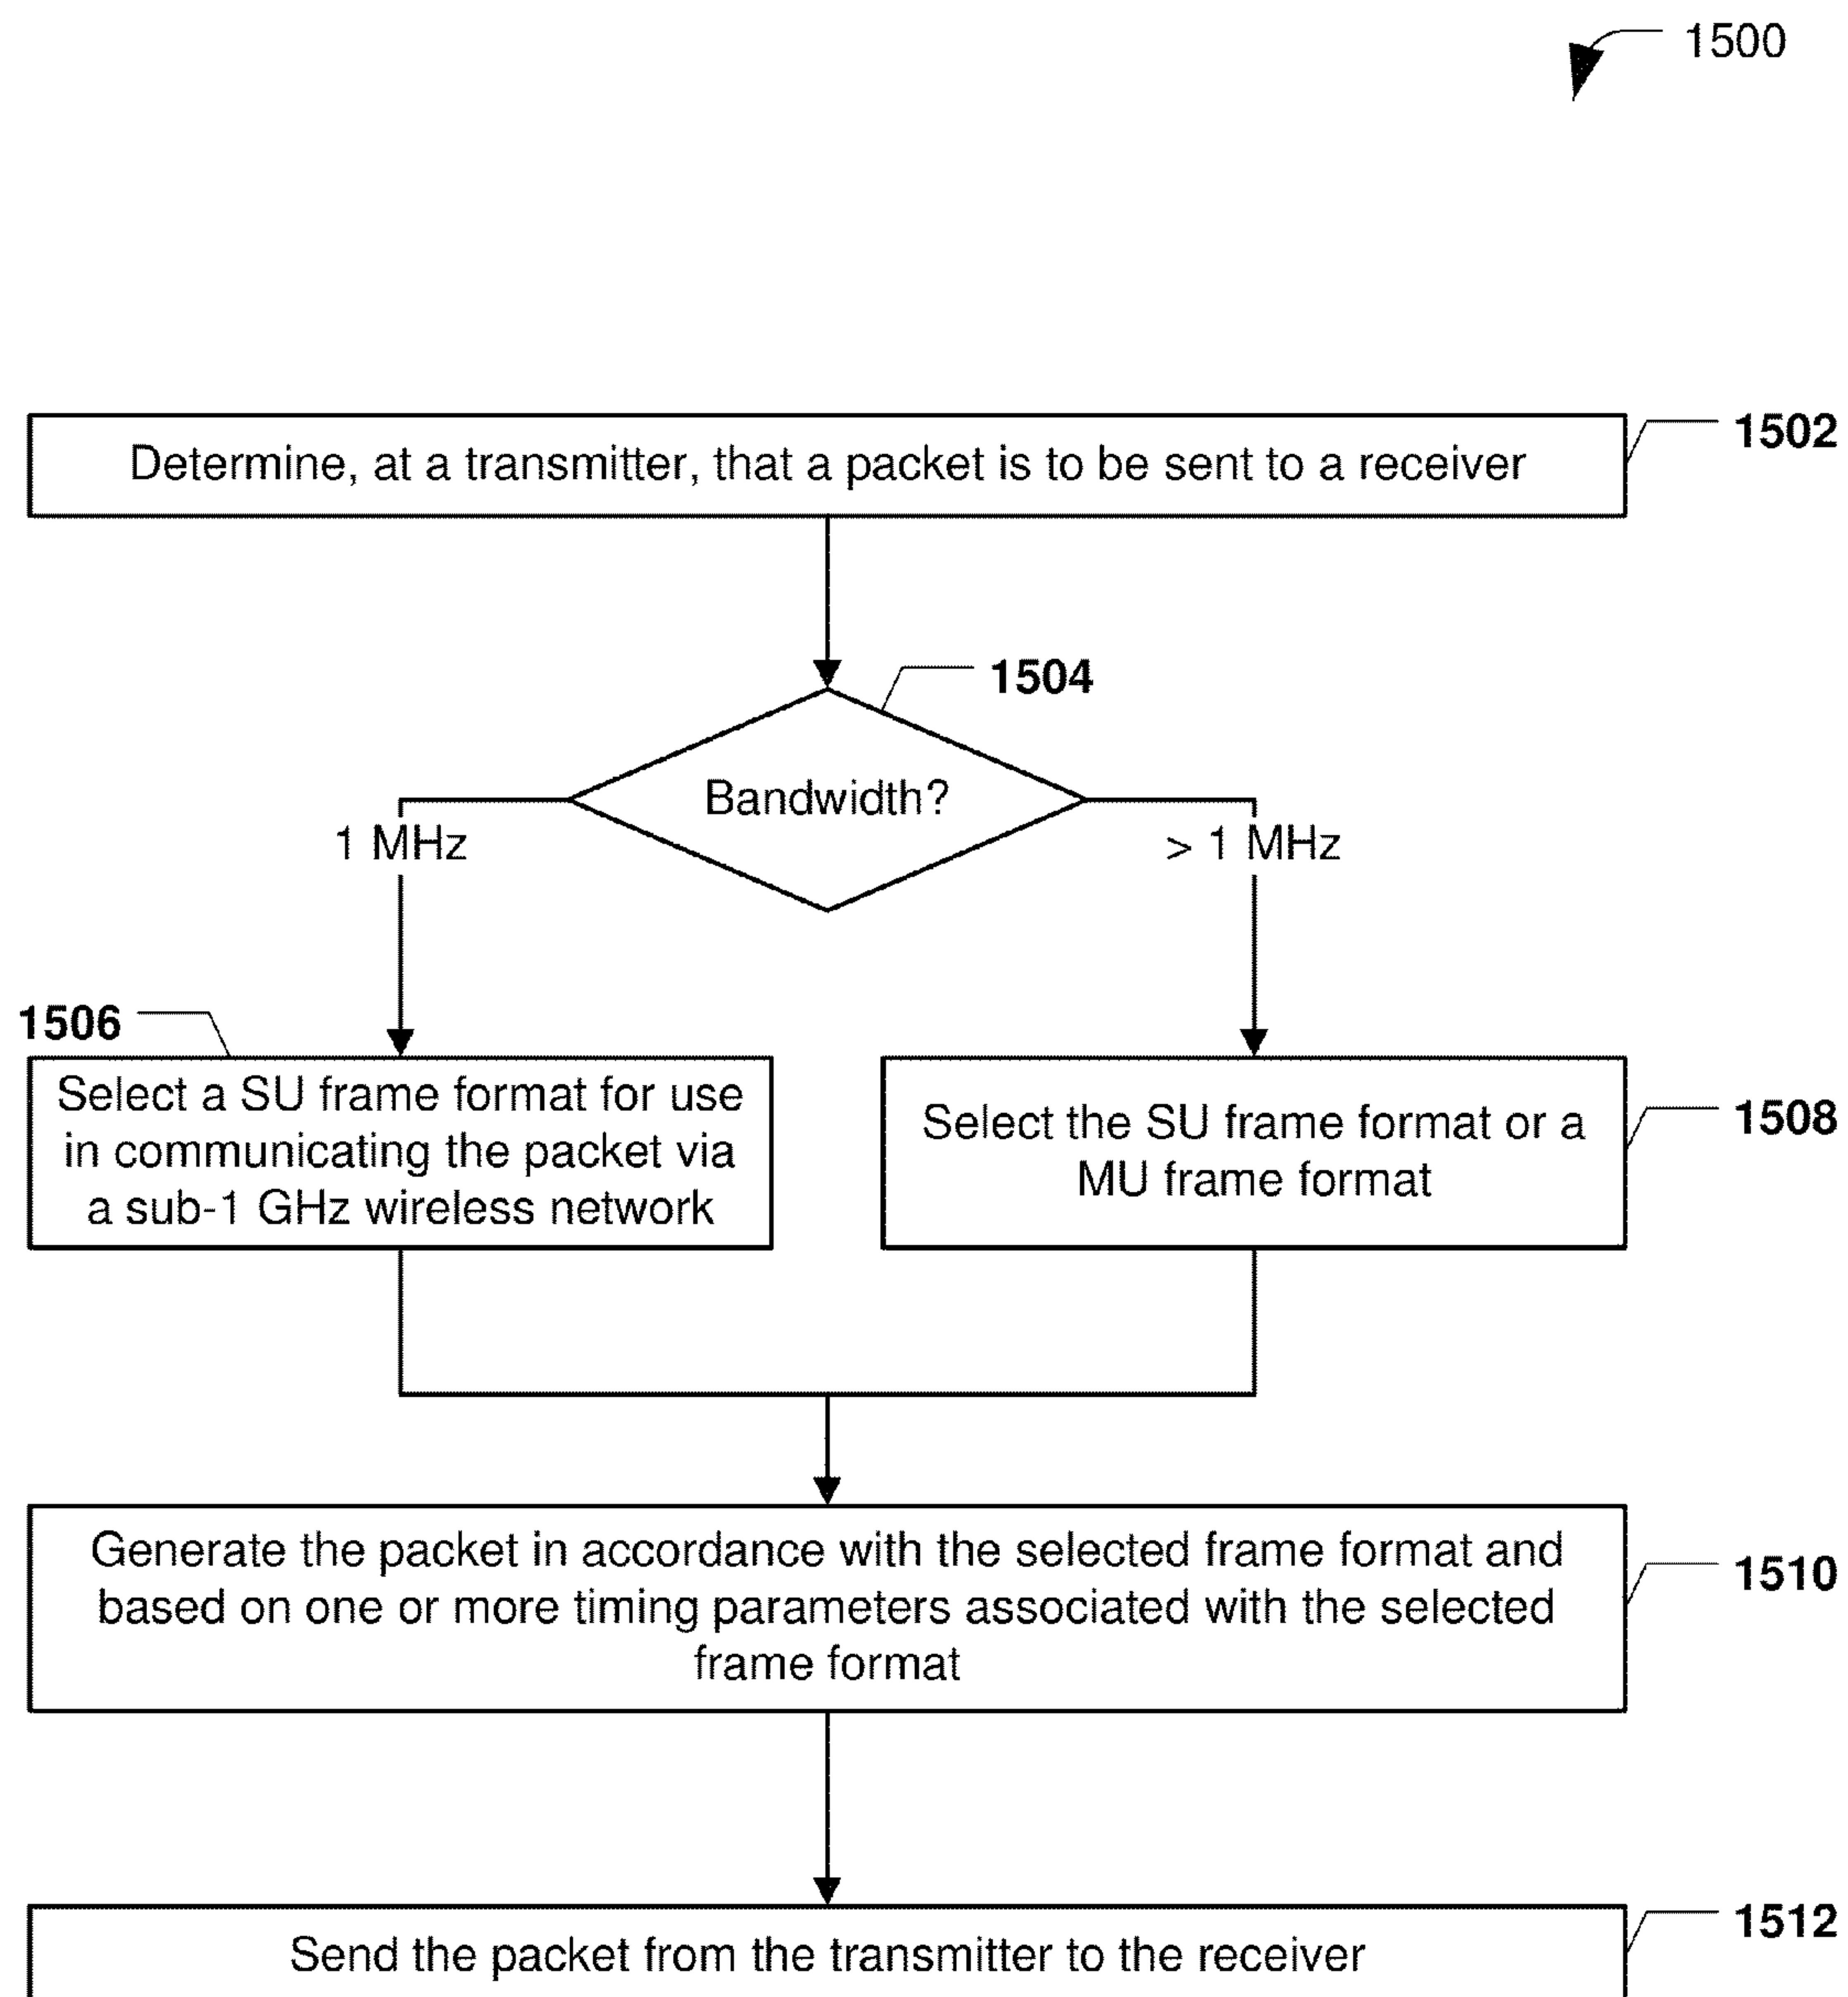 1500
Determine, at a transmitter, that a packet is to be sent to a receiver
1502
1504
Bandwidth?
1 MHz
> 1 MHz
1506
Select a SU frame format for use
in communicating the packet via
a sub-1 GHz wireless network
Select the SU frame format or a
MU frame format
1508
Generate the packet in accordance with the selected frame format and
based on one or more timing parameters associated with the selected
frame format
1510
Send the packet from the transmitter to the receiver
1512